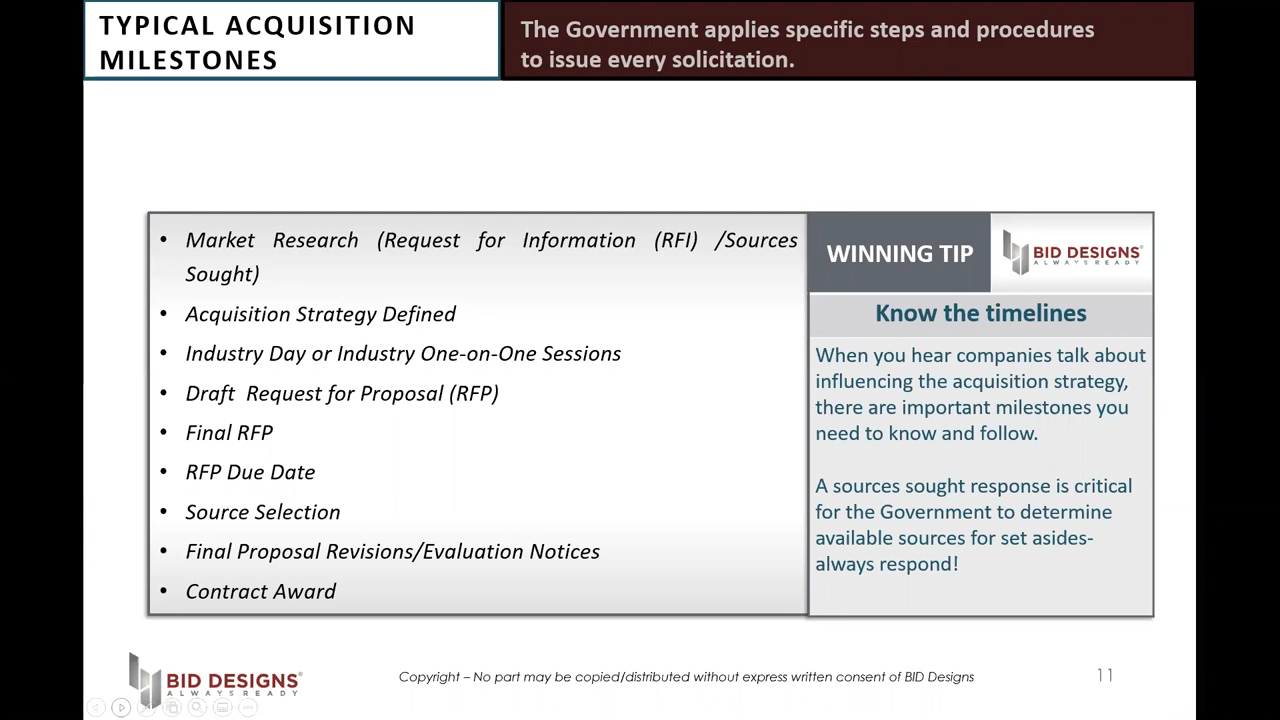 TYPICAL ACQUISITION
MILESTONES
The Government applies specific steps and procedures
to issue every solicitation.
• Market Research (Request for Information (RFI) /Sources
Sought)
• Acquisition Strategy Defined
• Industry Day or Industry One-on-One Sessions
• Draft Request for Proposal (RFP)
• Final RFP
• RFP Due Date
• Source Selection
• Final Proposal Revisions/Evaluation Notices
• Contract Award
WINNING TIP
BID DESIGNS®
ALWAYS READY
Know the timelines
When you hear companies talk about
influencing the acquisition strategy,
there are important milestones you
need to know and follow.
A sources sought response is critical
for the Government to determine
available sources for set asides-
always respond!
BID DESIGNS®
ALWAYS READY
Copyright – No part may be copied/distributed without express written consent of BID Designs
11